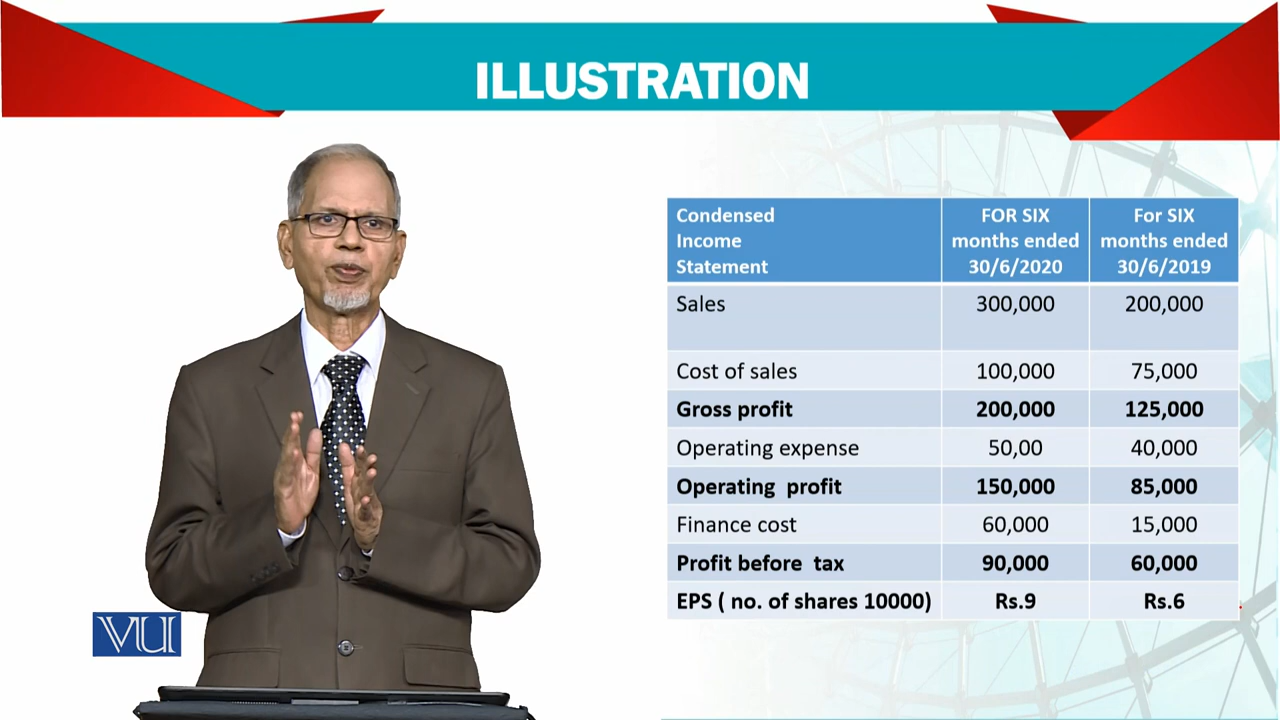 ILLUSTRATION
Condensed Income Statement FOR SIX months ended 30/6/2020 For SIX months ended 30/6/2019
Sales 300,000 200,000
Cost of sales 100,000 75,000
Gross profit 200,000 125,000
Operating expense 50,00 40,000
Operating profit 150,000 85,000
Finance cost 60,000 15,000
Profit before tax 90,000 60,000
EPS ( no. of shares 10000) Rs.9 Rs.6
VU